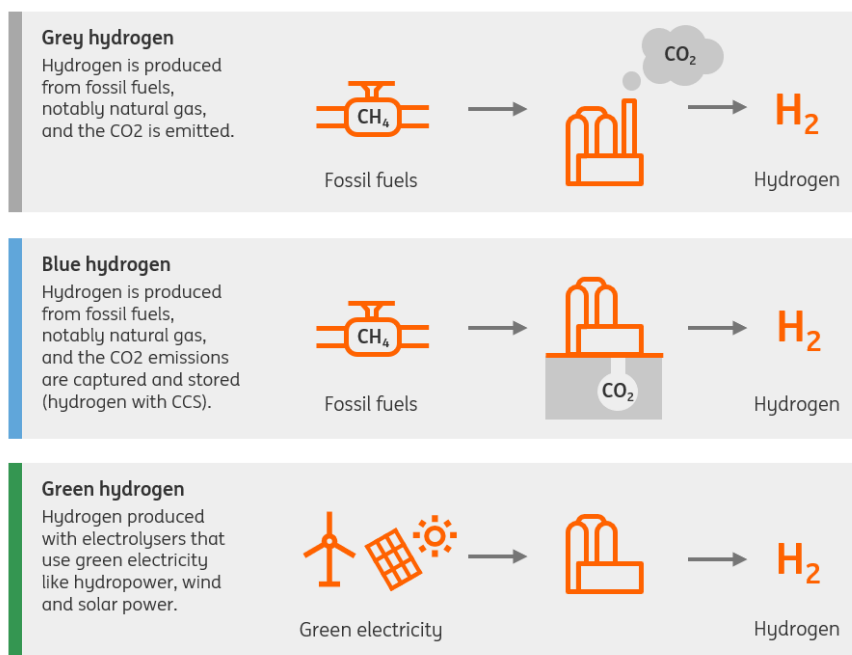 Grey hydrogen
Hydrogen is produced
from fossil fuels,
notably natural gas,
and the CO2 is emitted.
CH₄
Fossil fuels
CO₂
H₂
Hydrogen
Blue hydrogen
Hydrogen is produced
from fossil fuels,
notably natural gas,
and the CO2 emissions
are captured and stored
(hydrogen with CCS).
CH₄
Fossil fuels
CO₂
H₂
Hydrogen
Green hydrogen
Hydrogen produced
with electrolysers that
use green electricity
like hydropower, wind
and solar power.
Green electricity
H₂
Hydrogen